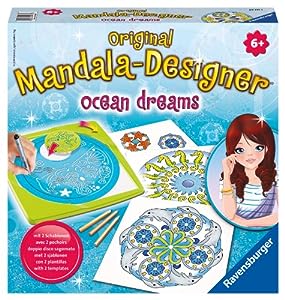 Original
Mandala-Designer
ocean dreams
6+
mit 2 Schablonen
avec 2 pochoirs
doppio disco sagomato
met 2 sjablonen
con 2 plantillas
with 2 templates
Ravensburger